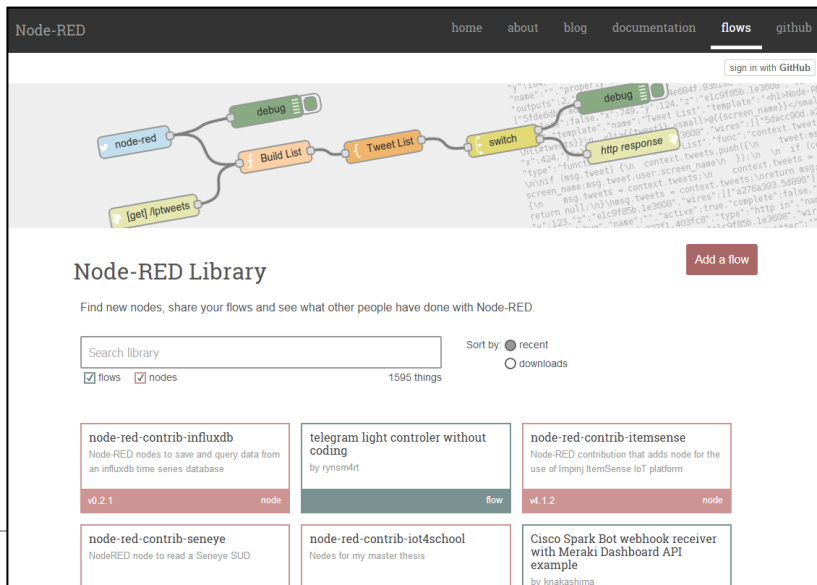 Node-RED
home about blog documentation flows github
sign in with GitHub
debug
debug
node-red
Build List
Tweet List
switch
http response
[get] /lptweets
Node-RED Library
Add a flow
Find new nodes, share your flows and see what other people have done with Node-RED.
Search library
Sort by: recent
downloads
flows nodes
1595 things
node-red-contrib-influxdb
Node-RED nodes to save and query data from
an influxdb time series database
v0.2.1 node
telegram light controler without
coding
by rynsm4rt
flow
node-red-contrib-itemsense
Node-RED contribution that adds node for the
use of Impinj ItemSense IoT platform
v4.1.2 node
node-red-contrib-seneye
NodeRED node to read a Seneye SUD
node-red-contrib-iot4school
Nodes for my master thesis
Cisco Spark Bot webhook receiver
with Meraki Dashboard API
example
by knakashima